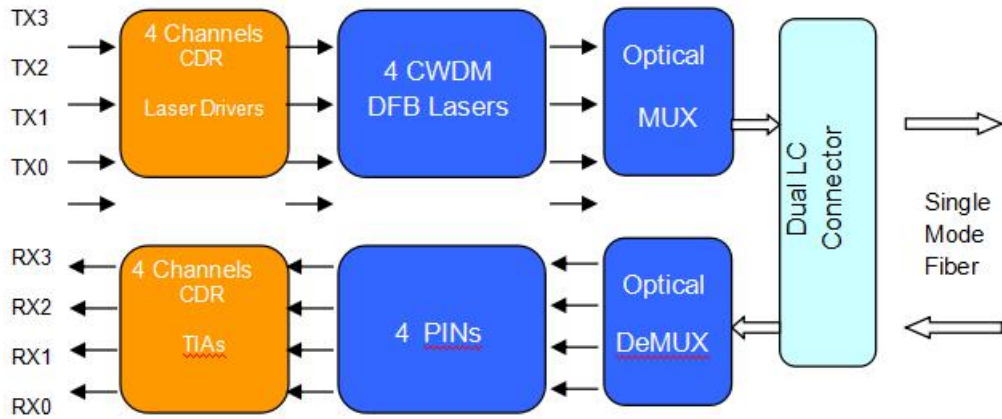 TX3
TX2
TX1
TX0
4 Channels
CDR
Laser Drivers
4 CWDM
DFB Lasers
Optical
MUX
Dual LC
Connector
Single
Mode
Fiber
RX3
RX2
RX1
RX0
4 Channels
CDR
TIAs
4 PINs
Optical
DeMUX